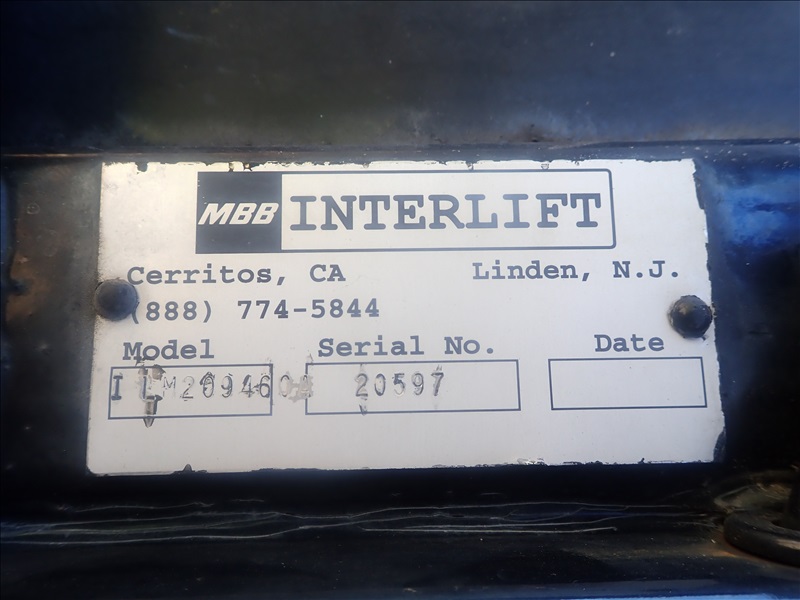 MBB INTERLIFT
Cerritos, CA Linden, N.J.
(888) 774-5844
Model Serial No. Date
20597